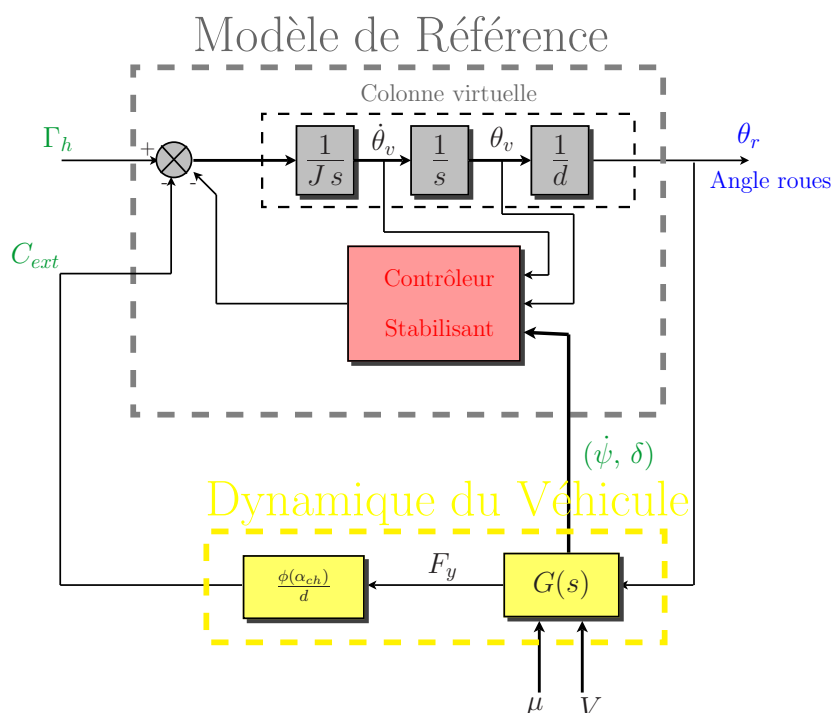 Modèle de Référence
Colonne virtuelle
Γ_h
+
-
-
1/(J s)
θ̇_v
1/s
θ_v
1/d
θ_r
Angle roues
C_ext
Contrôleur
Stabilisant
(ψ̇, δ)
Dynamique du Véhicule
ϕ(α_ch)/d
F_y
G(s)
μ
V